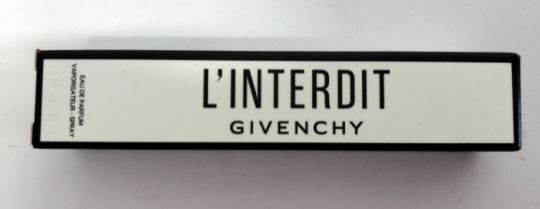 L'INTERDIT
GIVENCHY
EAU DE PARFUM
VAPORISATEUR - SPRAY